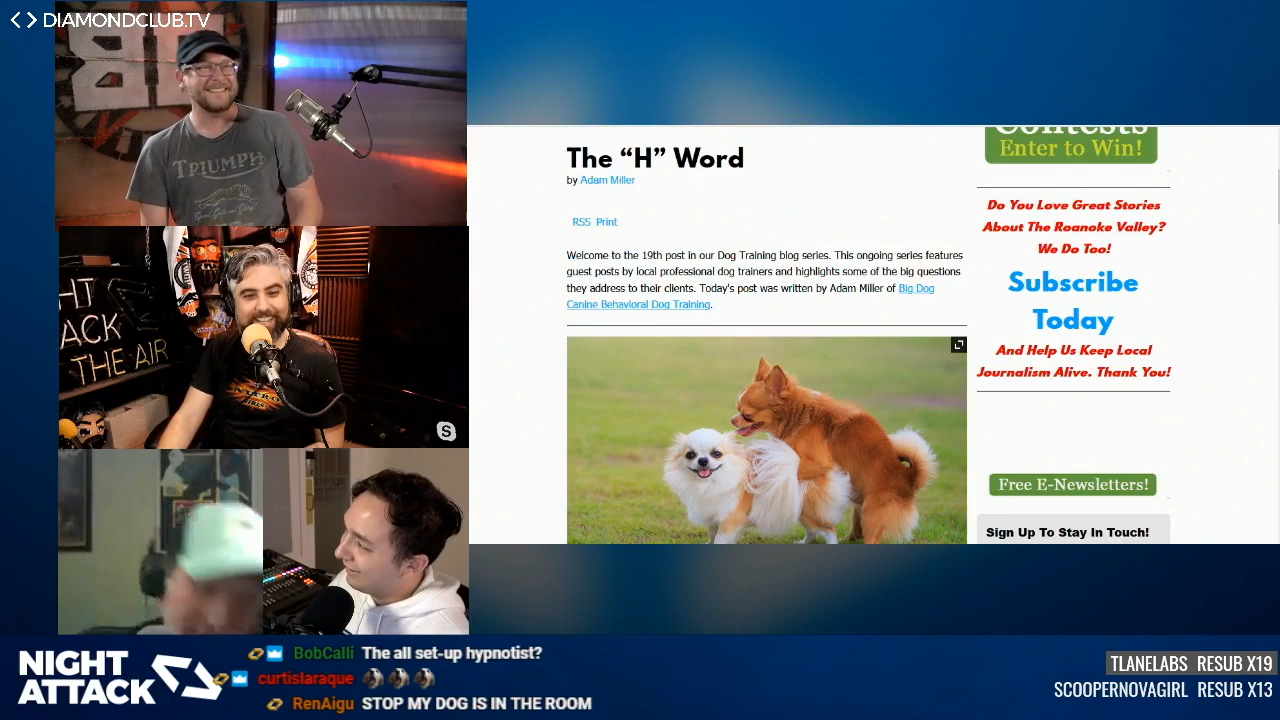 DIAMONDCLUB.TV
TRIUMPH
HT
ACK
THE AIR
NITRO
Contests
Enter to Win!
The “H” Word
by Adam Miller
RSS Print
Welcome to the 19th post in our Dog Training blog series. This ongoing series features
guest posts by local professional dog trainers and highlights some of the big questions
they address to their clients. Today's post was written by Adam Miller of Big Dog
Canine Behavioral Dog Training.
Do You Love Great Stories
About The Roanoke Valley?
We Do Too!
Subscribe
Today
And Help Us Keep Local
Journalism Alive. Thank You!
Free E-Newsletters!
Sign Up To Stay In Touch!
NIGHT
ATTACK
BobCalli The all set-up hypnotist?
curtislaraque
RenAigu STOP MY DOG IS IN THE ROOM
TLANELABS RESUB X19
SCOOPERNOVAGIRL RESUB X13